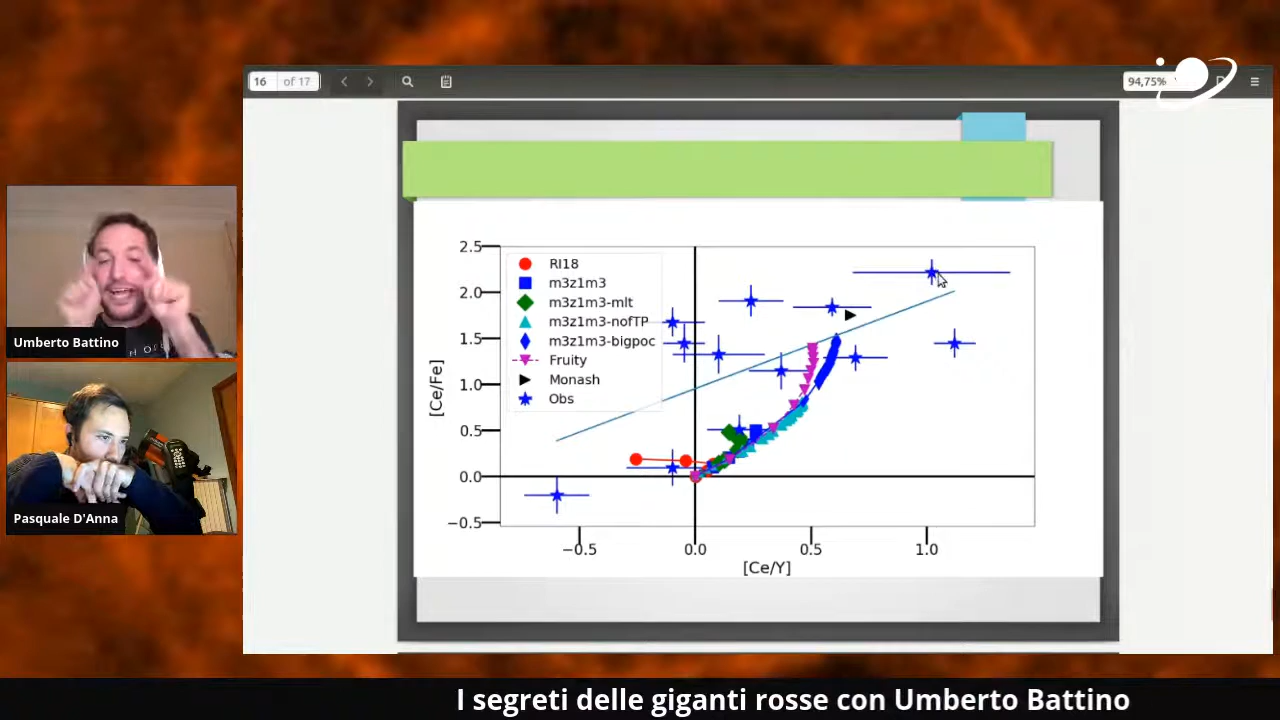 16 of 17
94,75%
2.5
2.0
1.5
1.0
0.5
0.0
−0.5
[Ce/Fe]
RI18
m3z1m3
m3z1m3-mlt
m3z1m3-nofTP
m3z1m3-bigpoc
Fruity
Monash
Obs
−0.5 0.0 0.5 1.0
[Ce/Y]
Umberto Battino
Pasquale D'Anna
I segreti delle giganti rosse con Umberto Battino